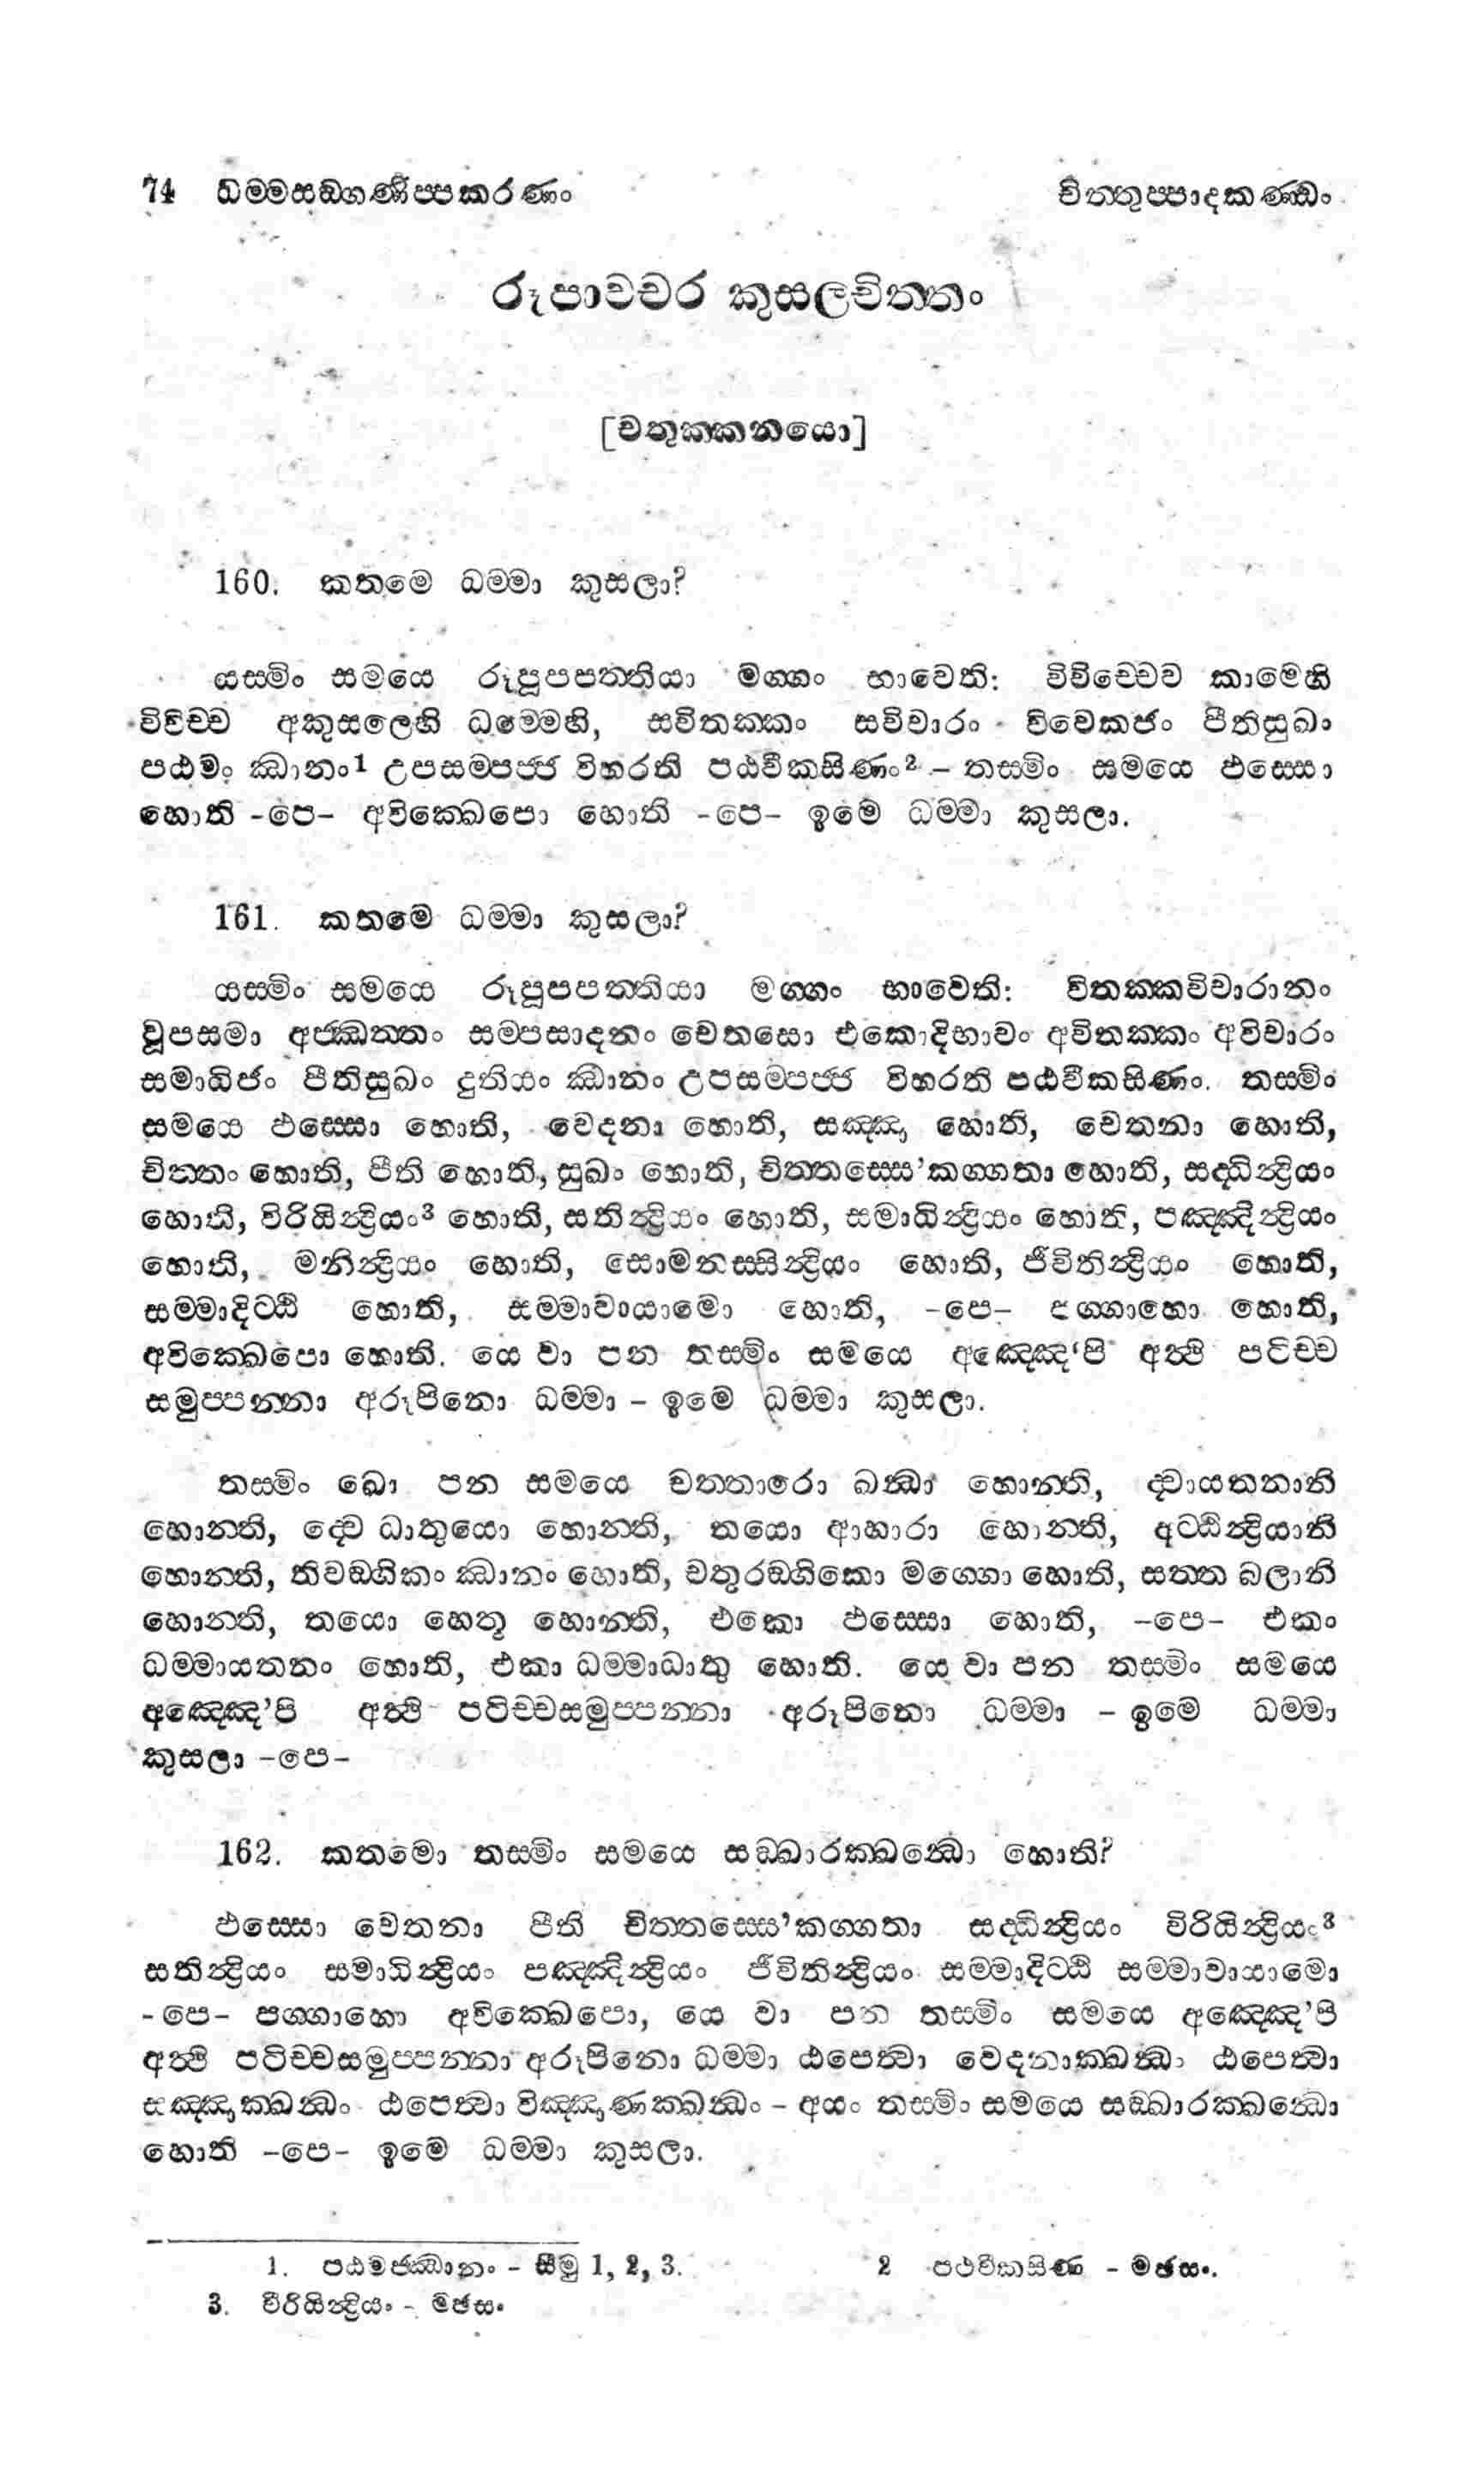 74 ධම්මසඞ්ගණිප්පකරණං චිත්තුප්පාදකණ්ඩං
රූපාවචර කුසලචිත්තං
[චතුක්කනයො]
160. කතමෙ ධම්මා කුසලා?
යස්මිං සමයෙ රූපූපපත්තියා මග්ගං භාවෙති: විවිච්චෙව කාමෙහි
විවිච්ච අකුසලෙහි ධම්මෙහි, සවිතක්කං සවිචාරං විවෙකජං පීතිසුඛං
පඨමං ඣානං1 උපසම්පජ්ජ විහරති පඨවීකසිණං2 – තස්මිං සමයෙ ඵස්සො
හොති -පෙ- අවික්ඛෙපො හොති -පෙ- ඉමෙ ධම්මා කුසලා.
161. කතමෙ ධම්මා කුසලා?
යස්මිං සමයෙ රූපූපපත්තියා මග්ගං භාවෙති: විතක්කවිචාරානං
වූපසමා අජ්ඣත්තං සම්පසාදනං චෙතසො එකොදිභාවං අවිතක්කං අවිචාරං
සමාධිජං පීතිසුඛං දුතියං ඣානං උපසම්පජ්ජ විහරති පඨවීකසිණං. තස්මිං
සමයෙ ඵස්සො හොති, වෙදනා හොති, සඤ්ඤා හොති, චෙතනා හොති,
චිත්තං හොති, පීති හොති, සුඛං හොති, චිත්තස්සෙ'කග්ගතා හොති, සද්ධින්ද්‍රියං
හොති, විරියින්ද්‍රියං3 හොති, සතින්ද්‍රියං හොති, සමාධින්ද්‍රියං හොති, පඤ්ඤින්ද්‍රියං
හොති, මනින්ද්‍රියං හොති, සොමනස්සින්ද්‍රියං හොති, ජීවිතින්ද්‍රියං හොති,
සම්මාදිට්ඨි හොති, සම්මාවායාමො හොති, –පෙ– පග්ගාහො හොති,
අවික්ඛෙපො හොති. යෙ වා පන තස්මිං සමයෙ අඤ්ඤෙ‘පි අත්ථි පටිච්ච
සමුප්පන්නා අරූපිනො ධම්මා – ඉමෙ ධම්මා කුසලා.
තස්මිං ඛො පන සමයෙ චත්තාරො ඛන්ධා හොන්ති, ද්වායතනානි
හොන්ති, ද්වෙ ධාතුයො හොන්ති, තයො ආහාරා හොන්ති, අට්ඨින්ද්‍රියානි
හොන්ති, තිවඞ්ගිකං ඣානං හොති, චතුරඞ්ගිකො මග්ගො හොති, සත්ත බලානි
හොන්ති, තයො හෙතූ හොන්ති, එකො ඵස්සො හොති, –පෙ– එකං
ධම්මායතනං හොති, එකා ධම්මාධාතු හොති. යෙ වා පන තස්මිං සමයෙ
අඤ්ඤෙ’පි අත්ථි පටිච්චසමුප්පන්නා අරූපිනො ධම්මා – ඉමෙ ධම්මා
කුසලා –පෙ–
162. කතමො තස්මිං සමයෙ සඞ්ඛාරක්ඛන්ධො හොති?
ඵස්සො චෙතනා පීති චිත්තස්සෙ’කග්ගතා සද්ධින්ද්‍රියං විරියින්ද්‍රියං3
සතින්ද්‍රියං සමාධින්ද්‍රියං පඤ්ඤින්ද්‍රියං ජීවිතින්ද්‍රියං සම්මාදිට්ඨි සම්මාවායාමො
-පෙ– පග්ගාහො අවික්ඛෙපො, යෙ වා පන තස්මිං සමයෙ අඤ්ඤෙ’පි
අත්ථි පටිච්චසමුප්පන්නා අරූපිනො ධම්මා ඨපෙත්වා වෙදනාක්ඛන්ධං ඨපෙත්වා
සඤ්ඤාක්ඛන්ධං ඨපෙත්වා විඤ්ඤාණක්ඛන්ධං – අයං තස්මිං සමයෙ සඞ්ඛාරක්ඛන්ධො
හොති –පෙ– ඉමෙ ධම්මා කුසලා.
1. පඨමජ්ඣානං – සීමු 1, 2, 3. 2 පථවීකසිණ – මඡසං.
3. වීරියින්ද්‍රියං – මඡසං